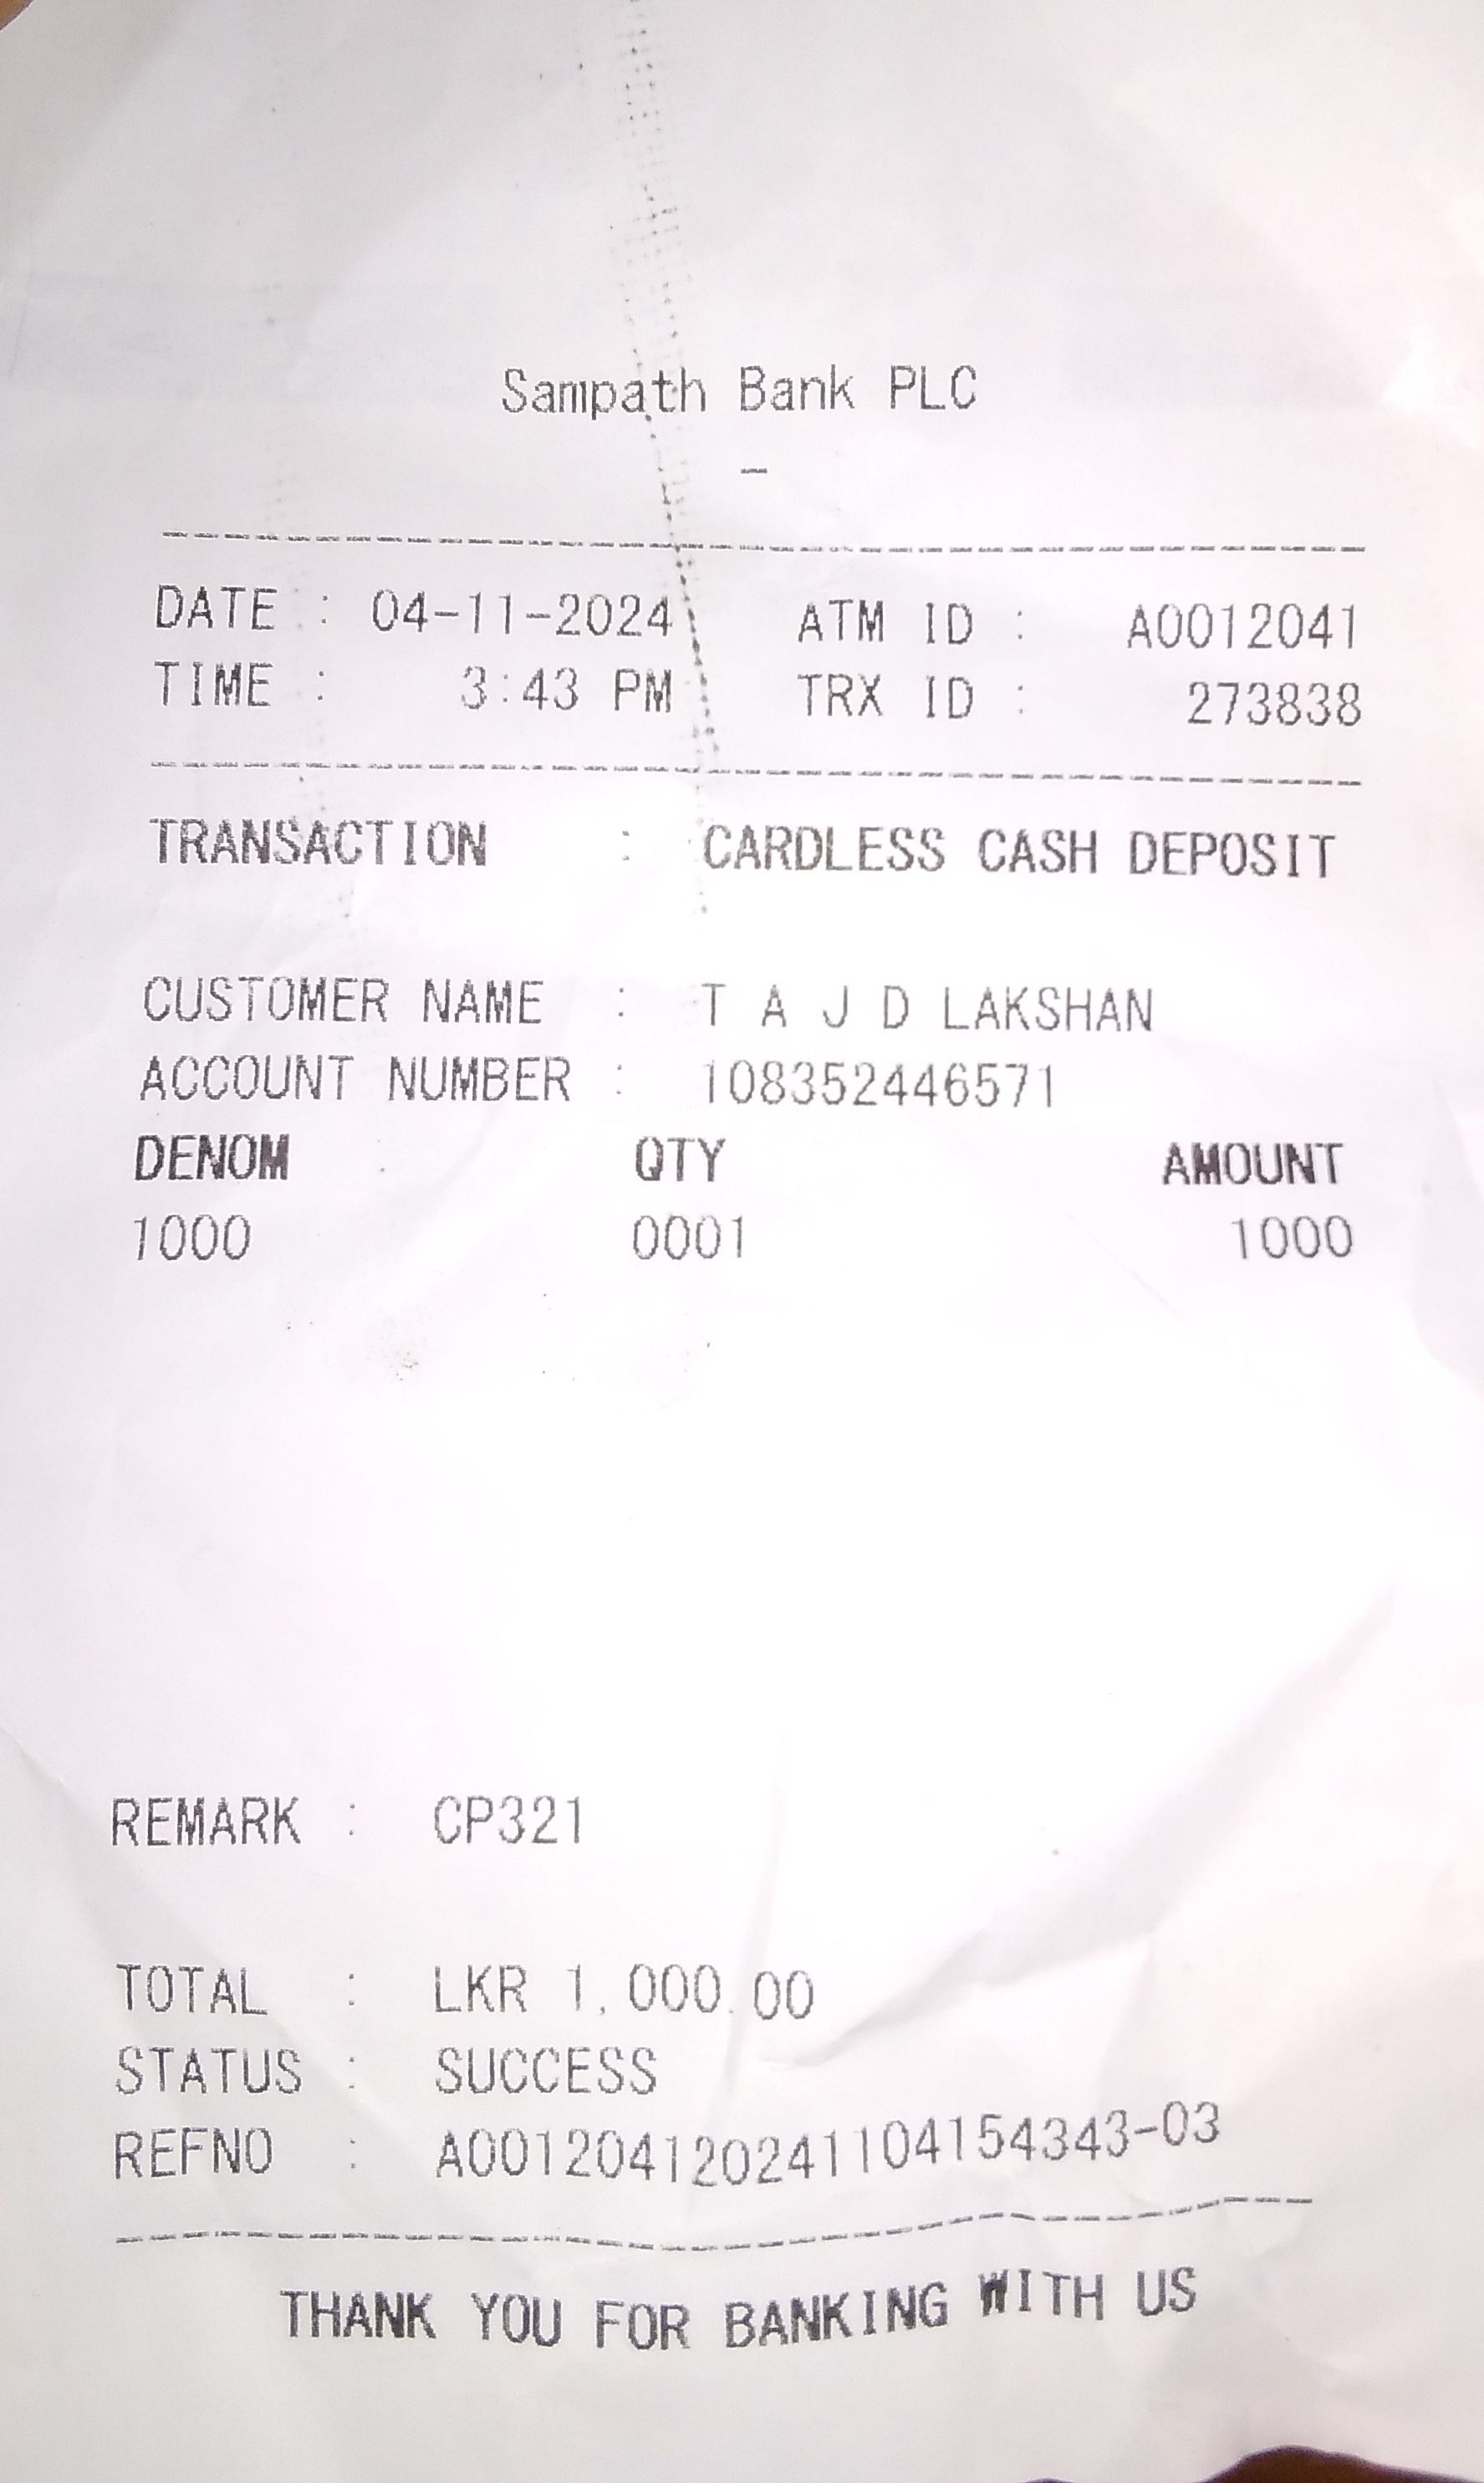 Sampath Bank PLC
-
DATE : 04-11-2024 ATM ID : A0012041
TIME : 3:43 PM TRX ID : 273838
TRANSACTION : CARDLESS CASH DEPOSIT
CUSTOMER NAME : T A J D LAKSHAN
ACCOUNT NUMBER : 108352446571
DENOM QTY AMOUNT
1000 0001 1000
REMARK : CP321
TOTAL : LKR 1,000.00
STATUS : SUCCESS
REFNO : A001204120241104154343-03
THANK YOU FOR BANKING WITH US